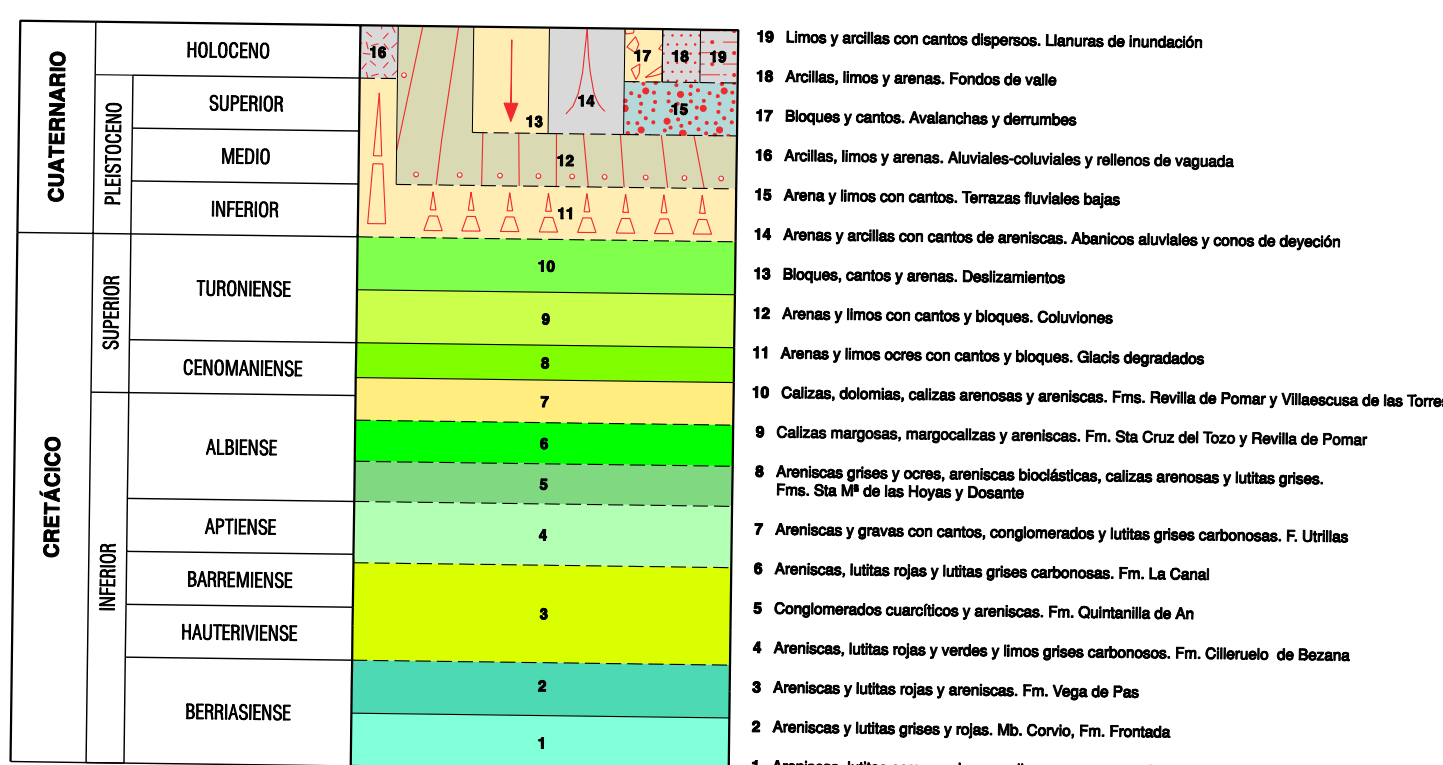 CUATERNARIO
HOLOCENO
PLEISTOCENO
SUPERIOR
MEDIO
INFERIOR
CRETÁCICO
SUPERIOR
TURONIENSE
CENOMANIENSE
INFERIOR
ALBIENSE
APTIENSE
BARREMIENSE
HAUTERIVIENSE
BERRIASIENSE
16
17
18
19
13
14
15
12
11
10
9
8
7
6
5
4
3
2
1
19 Limos y arcillas con cantos dispersos. Llanuras de inundación
18 Arcillas, limos y arenas. Fondos de valle
17 Bloques y cantos. Avalanchas y derrumbes
16 Arcillas, limos y arenas. Aluviales-coluviales y rellenos de vaguada
15 Arena y limos con cantos. Terrazas fluviales bajas
14 Arenas y arcillas con cantos de areniscas. Abanicos aluviales y conos de deyeción
13 Bloques, cantos y arenas. Deslizamientos
12 Arenas y limos con cantos y bloques. Coluviones
11 Arenas y limos ocres con cantos y bloques. Glacis degradados
10 Calizas, dolomias, calizas arenosas y areniscas. Fms. Revilla de Pomar y Villaescusa de las Torres
9 Calizas margosas, margocalizas y areniscas. Fm. Sta Cruz del Tozo y Revilla de Pomar
8 Areniscas grises y ocres, areniscas bioclásticas, calizas arenosas y lutitas grises.
Fms. Sta Mª de las Hoyas y Dosante
7 Areniscas y gravas con cantos, conglomerados y lutitas grises carbonosas. F. Utrillas
6 Areniscas, lutitas rojas y lutitas grises carbonosas. Fm. La Canal
5 Conglomerados cuarcíticos y areniscas. Fm. Quintanilla de An
4 Areniscas, lutitas rojas y verdes y limos grises carbonosos. Fm. Cilleruelo de Bezana
3 Areniscas y lutitas rojas y areniscas. Fm. Vega de Pas
2 Areniscas y lutitas grises y rojas. Mb. Corvio, Fm. Frontada
1 Areniscas, lutitas